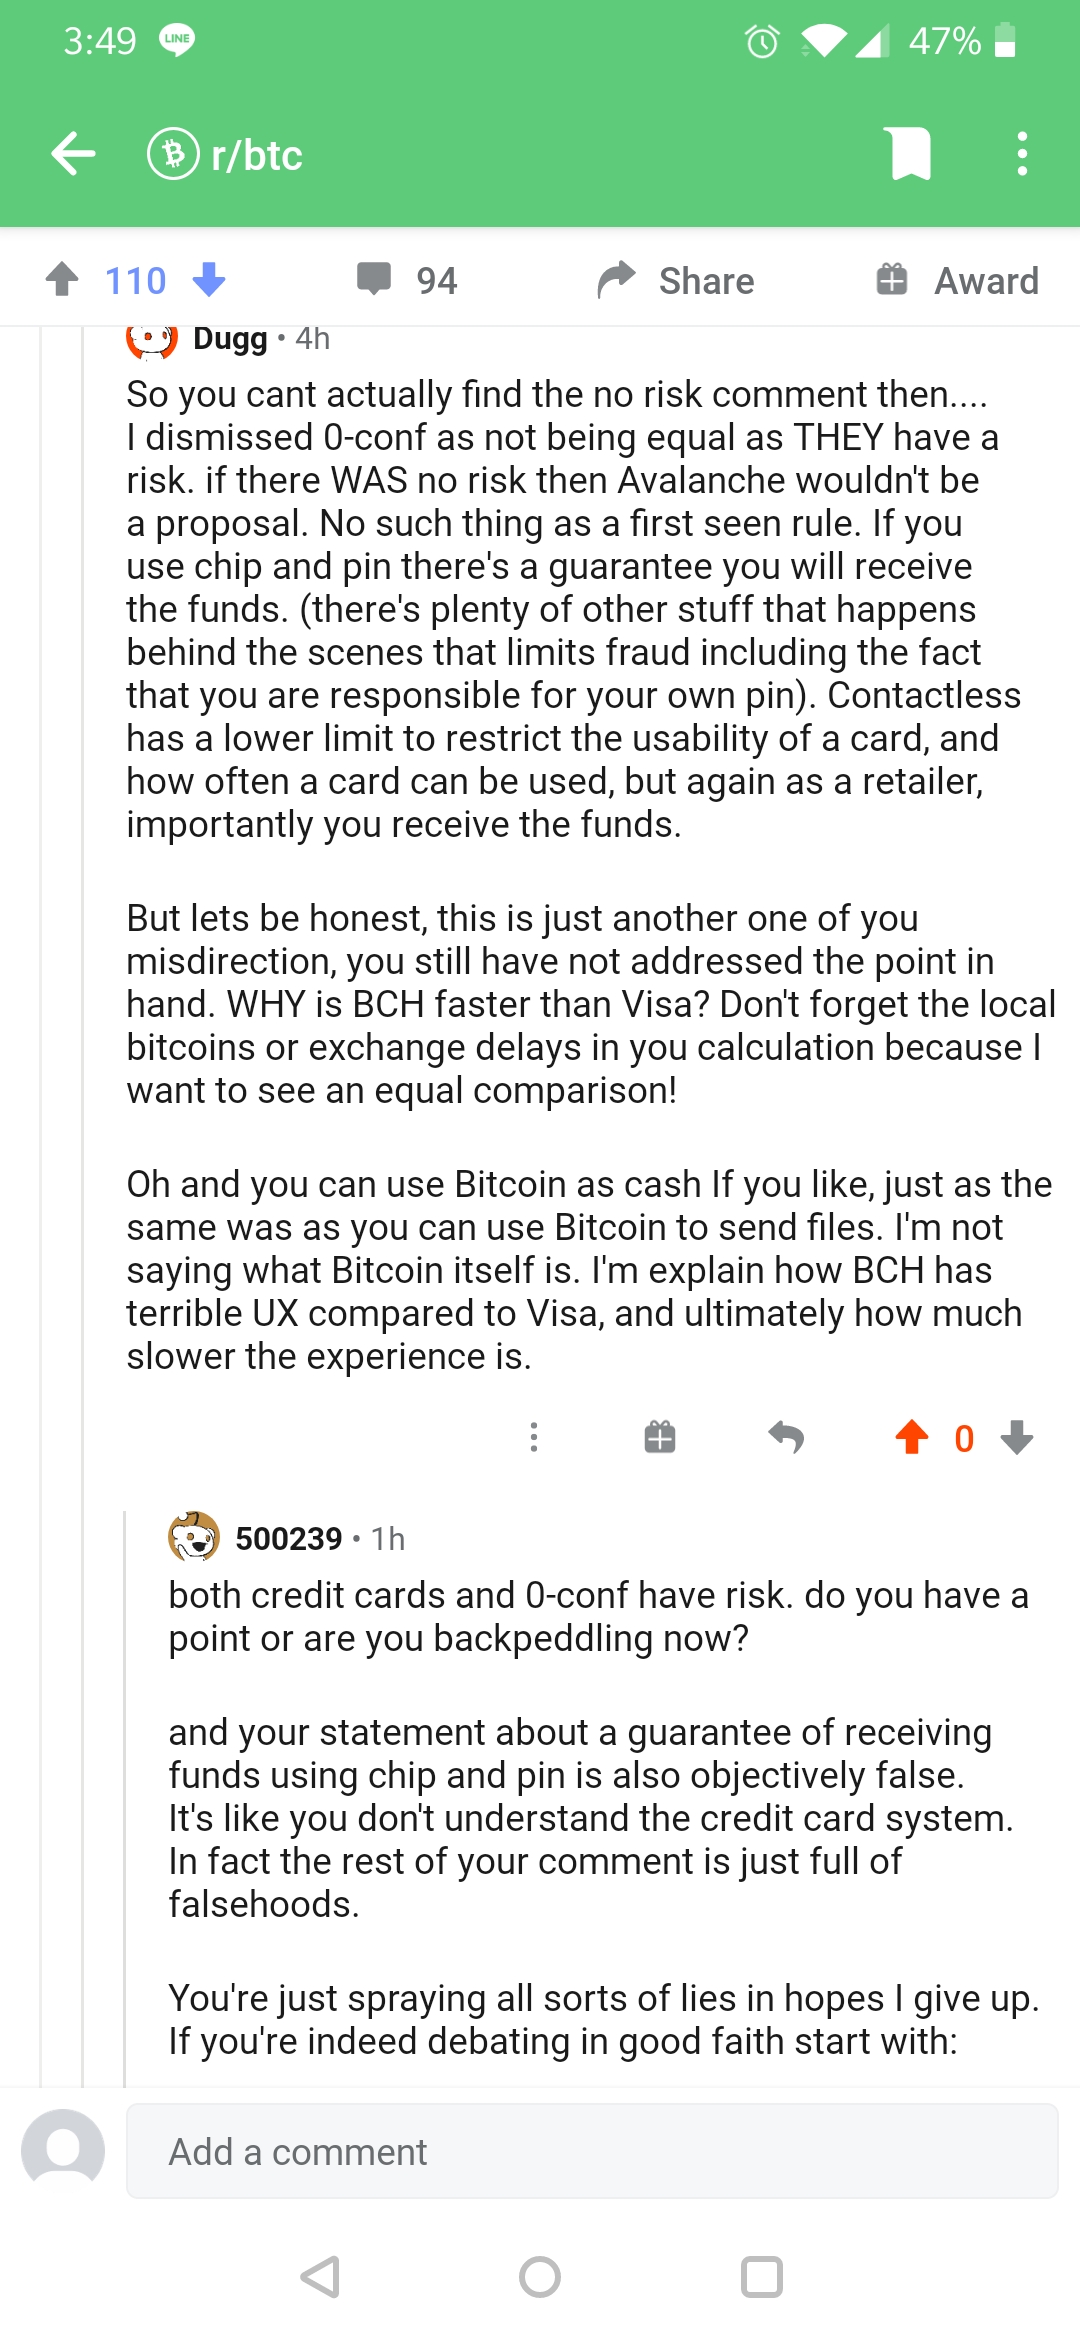 3:49 LINE 47%
r/btc
110 94 Share Award
Dugg • 4h
So you cant actually find the no risk comment then....
I dismissed 0-conf as not being equal as THEY have a
risk. if there WAS no risk then Avalanche wouldn't be
a proposal. No such thing as a first seen rule. If you
use chip and pin there's a guarantee you will receive
the funds. (there's plenty of other stuff that happens
behind the scenes that limits fraud including the fact
that you are responsible for your own pin). Contactless
has a lower limit to restrict the usability of a card, and
how often a card can be used, but again as a retailer,
importantly you receive the funds.
But lets be honest, this is just another one of you
misdirection, you still have not addressed the point in
hand. WHY is BCH faster than Visa? Don't forget the local
bitcoins or exchange delays in you calculation because I
want to see an equal comparison!
Oh and you can use Bitcoin as cash If you like, just as the
same was as you can use Bitcoin to send files. I'm not
saying what Bitcoin itself is. I'm explain how BCH has
terrible UX compared to Visa, and ultimately how much
slower the experience is.
0
500239 • 1h
both credit cards and 0-conf have risk. do you have a
point or are you backpeddling now?
and your statement about a guarantee of receiving
funds using chip and pin is also objectively false.
It's like you don't understand the credit card system.
In fact the rest of your comment is just full of
falsehoods.
You're just spraying all sorts of lies in hopes I give up.
If you're indeed debating in good faith start with:
Add a comment